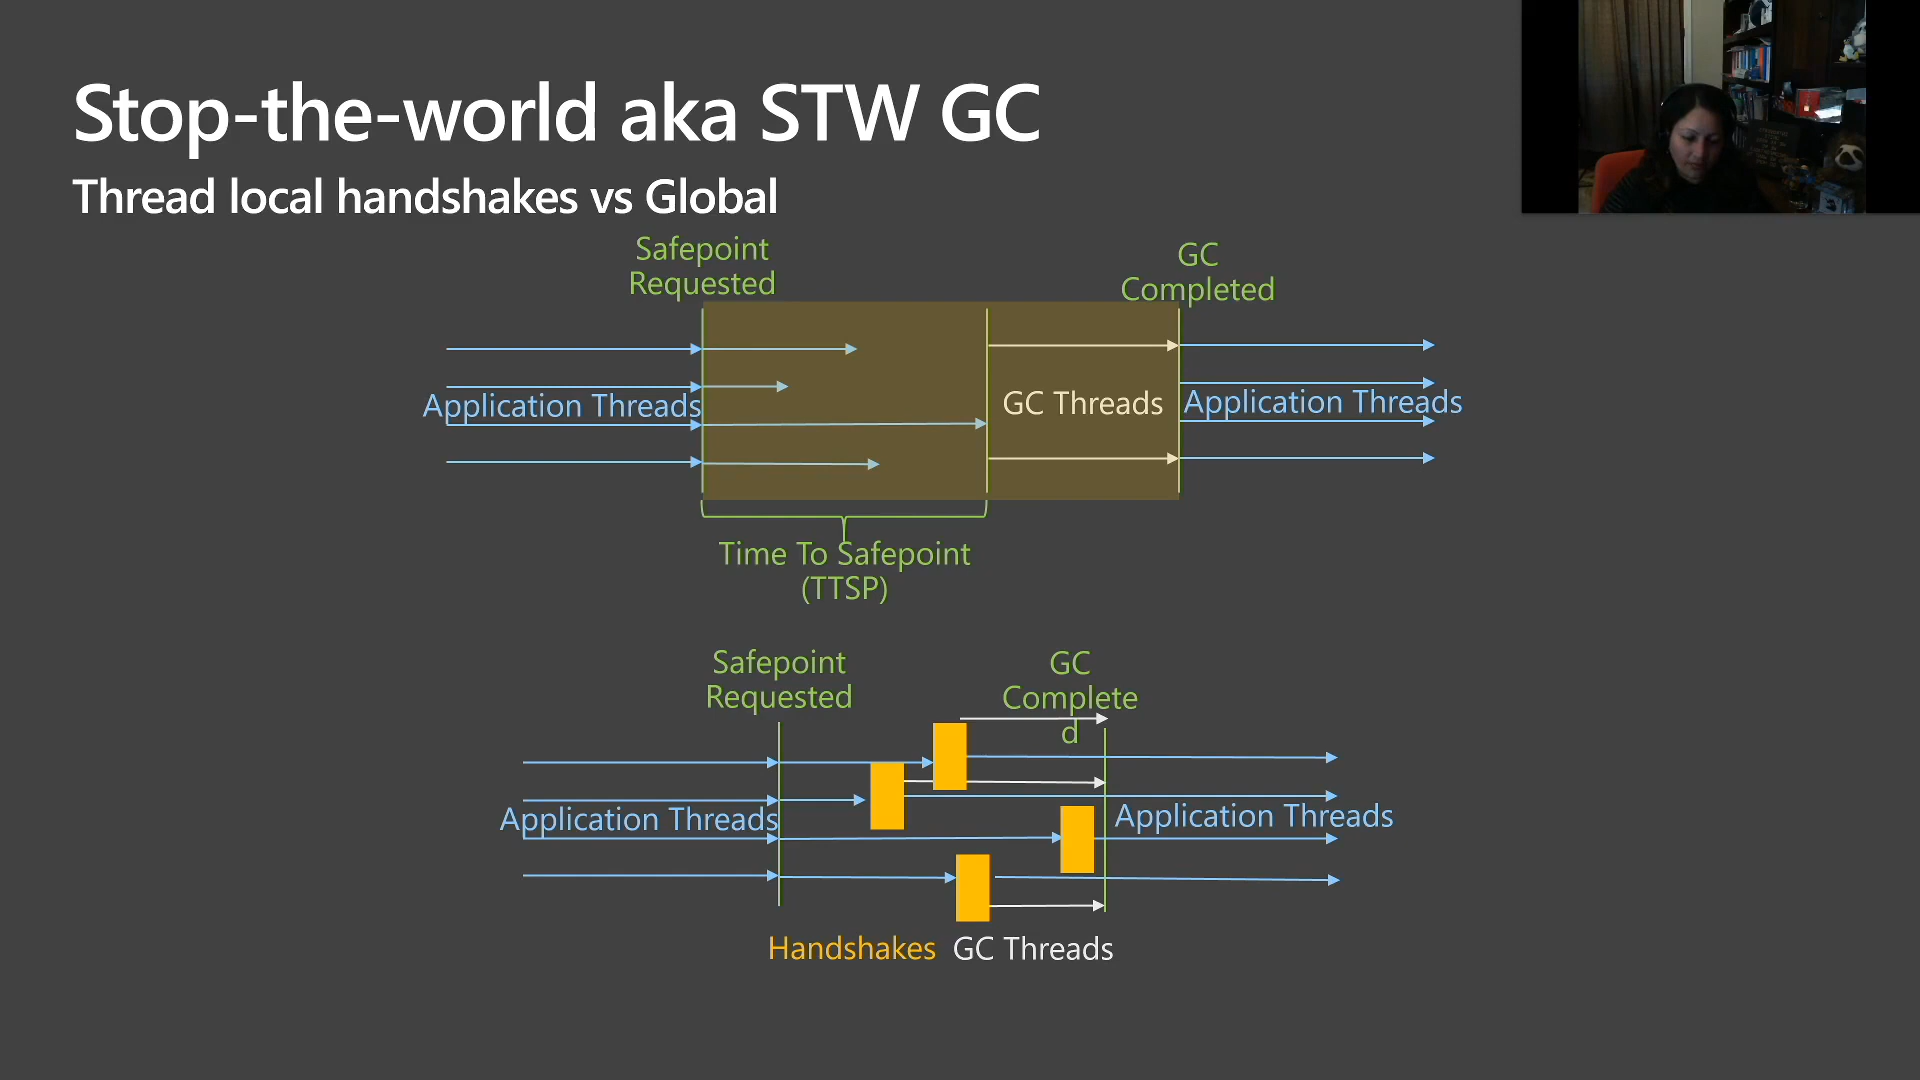 Stop-the-world aka STW GC
Thread local handshakes vs Global
Safepoint
Requested
GC
Completed
Application Threads
GC Threads
Application Threads
Time To Safepoint
(TTSP)
Safepoint
Requested
GC
Complete
d
Application Threads
Application Threads
Handshakes
GC Threads